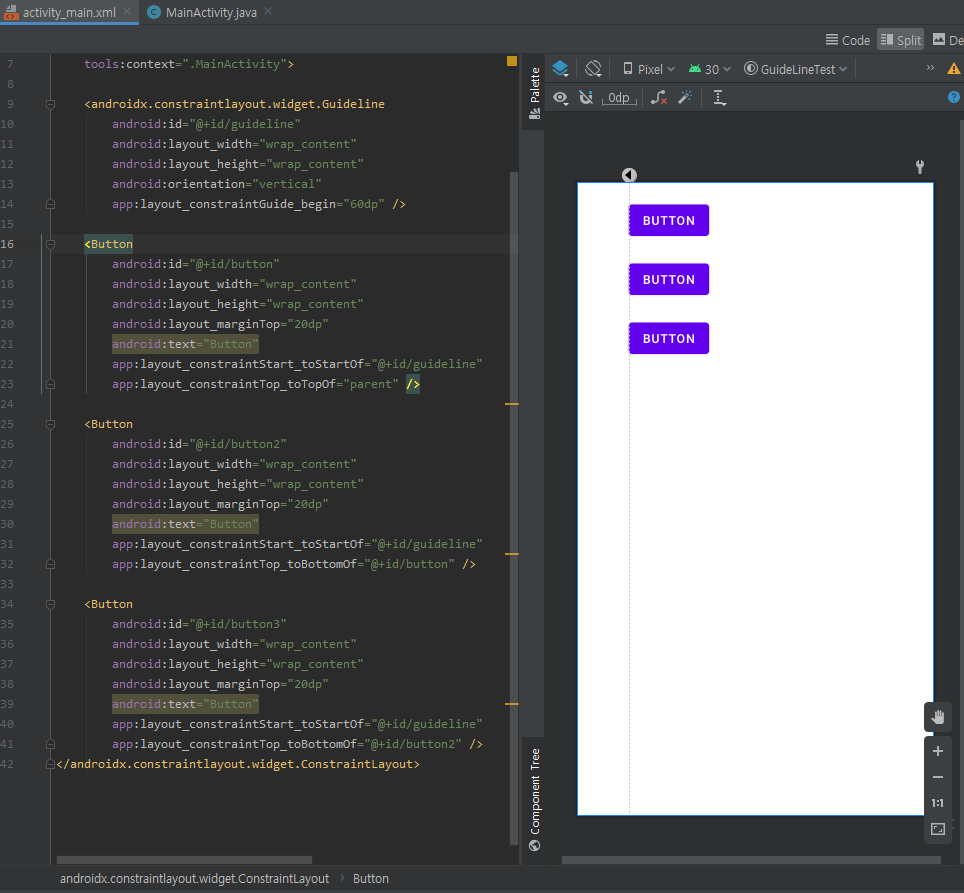 activity_main.xml
MainActivity.java
Code
Split
De
Palette
Pixel
30
GuideLineTest
0dp
7 tools:context=".MainActivity">
8
9 <androidx.constraintlayout.widget.Guideline
10 android:id="@+id/guideline"
11 android:layout_width="wrap_content"
12 android:layout_height="wrap_content"
13 android:orientation="vertical"
14 app:layout_constraintGuide_begin="60dp" />
15
16 <Button
17 android:id="@+id/button"
18 android:layout_width="wrap_content"
19 android:layout_height="wrap_content"
20 android:layout_marginTop="20dp"
21 android:text="Button"
22 app:layout_constraintStart_toStartOf="@+id/guideline"
23 app:layout_constraintTop_toTopOf="parent" />
24
25 <Button
26 android:id="@+id/button2"
27 android:layout_width="wrap_content"
28 android:layout_height="wrap_content"
29 android:layout_marginTop="20dp"
30 android:text="Button"
31 app:layout_constraintStart_toStartOf="@+id/guideline"
32 app:layout_constraintTop_toBottomOf="@+id/button" />
33
34 <Button
35 android:id="@+id/button3"
36 android:layout_width="wrap_content"
37 android:layout_height="wrap_content"
38 android:layout_marginTop="20dp"
39 android:text="Button"
40 app:layout_constraintStart_toStartOf="@+id/guideline"
41 app:layout_constraintTop_toBottomOf="@+id/button2" />
42 </androidx.constraintlayout.widget.ConstraintLayout>
BUTTON
BUTTON
BUTTON
1:1
Component Tree
androidx.constraintlayout.widget.ConstraintLayout › Button